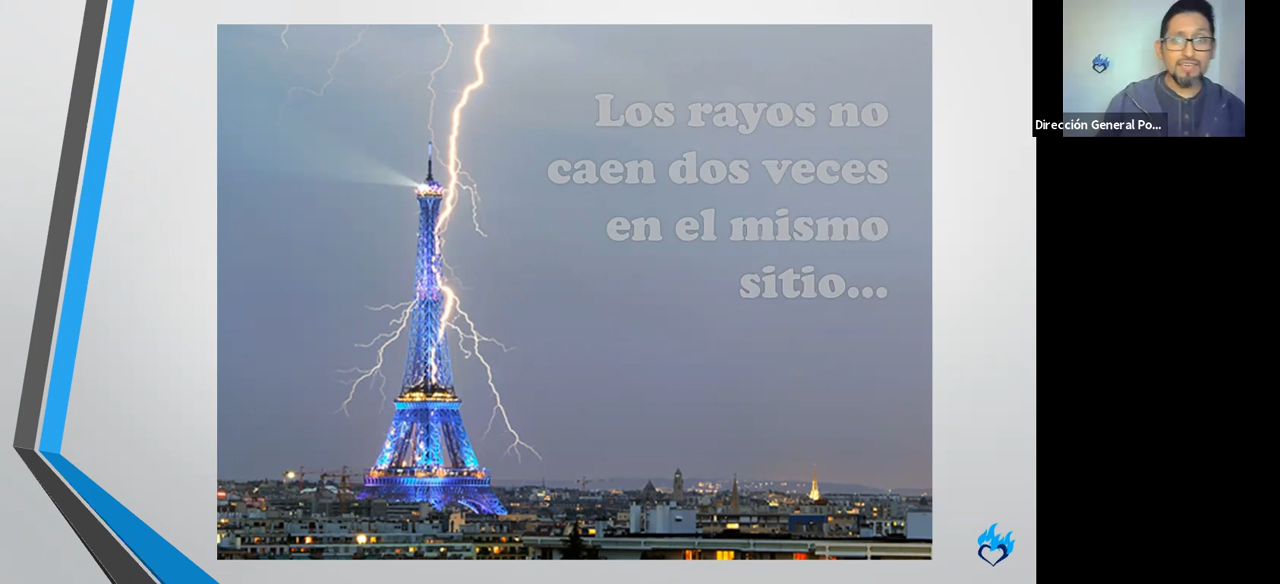 Los rayos no
caen dos veces
en el mismo
sitio...
Dirección General Po...